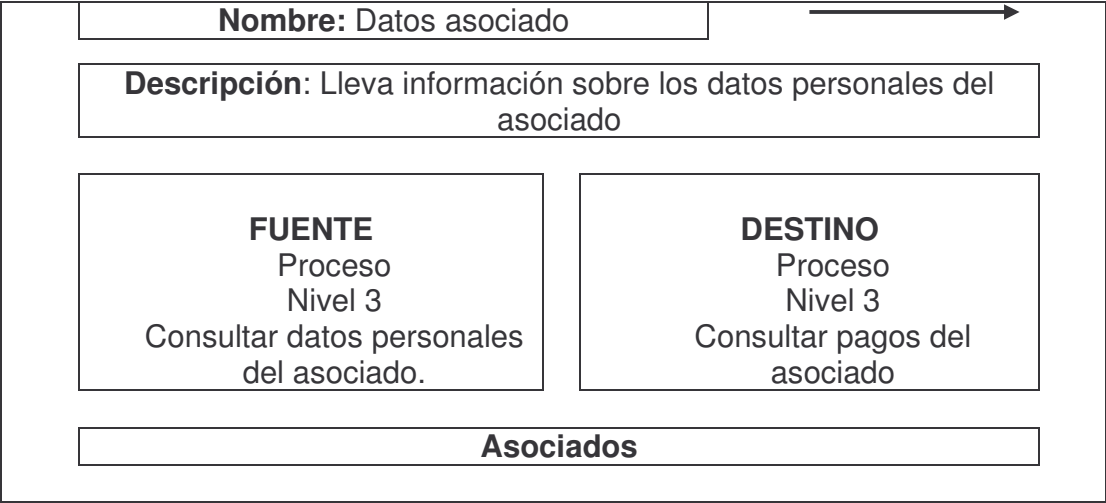 Nombre: Datos asociado
Descripción: Lleva información sobre los datos personales del
asociado
FUENTE
Proceso
Nivel 3
Consultar datos personales
del asociado.
DESTINO
Proceso
Nivel 3
Consultar pagos del
asociado
Asociados